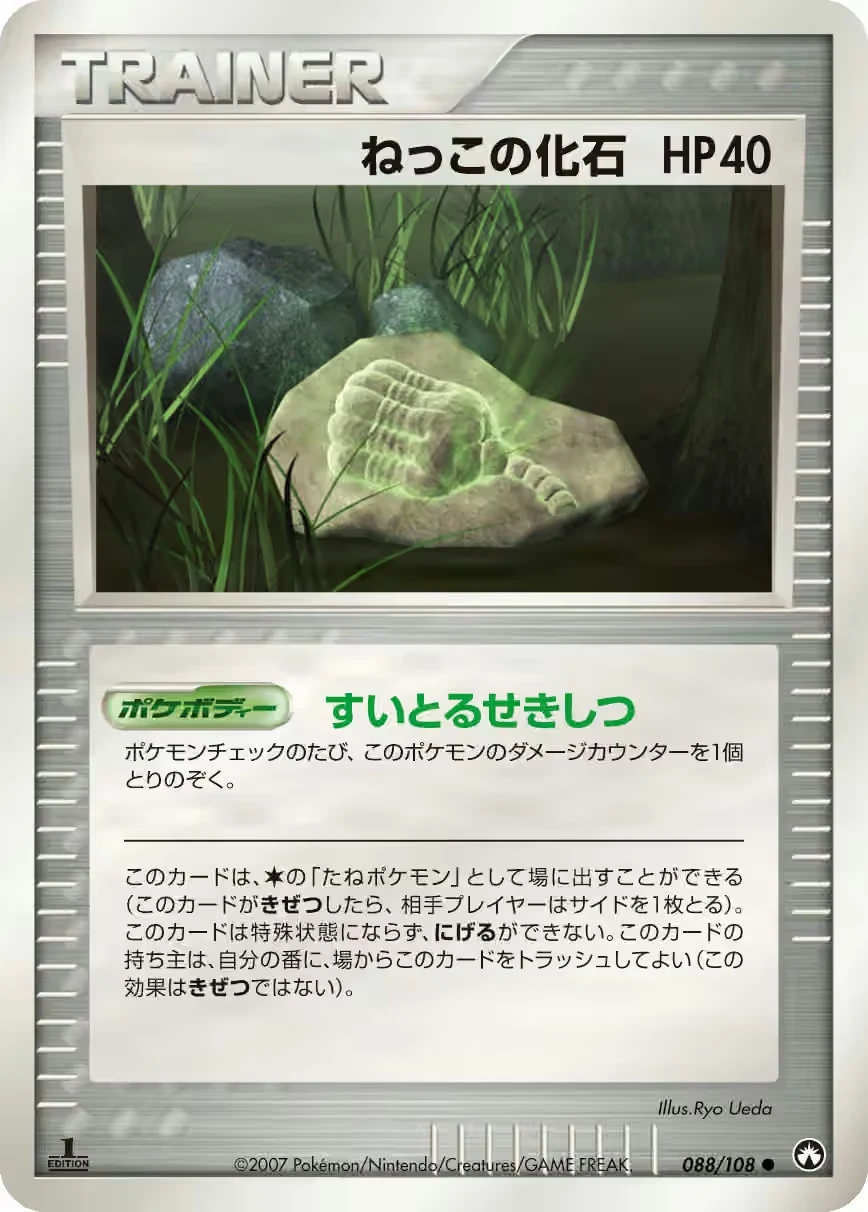 TRAINER
ねっこの化石 HP40
ポケボディー すいとるせきしつ
ポケモンチェックのたび、このポケモンのダメージカウンターを1個
とりのぞく。
このカードは、✶の「たねポケモン」として場に出すことができる
(このカードがきぜつしたら、相手プレイヤーはサイドを1枚とる)。
このカードは特殊状態にならず、にげるができない。このカードの
持ち主は、自分の番に、場からこのカードをトラッシュしてよい(この
効果はきぜつではない)。
Illus.Ryo Ueda
1
EDITION
©2007 Pokémon/Nintendo/Creatures/GAME FREAK.
088/108 ●